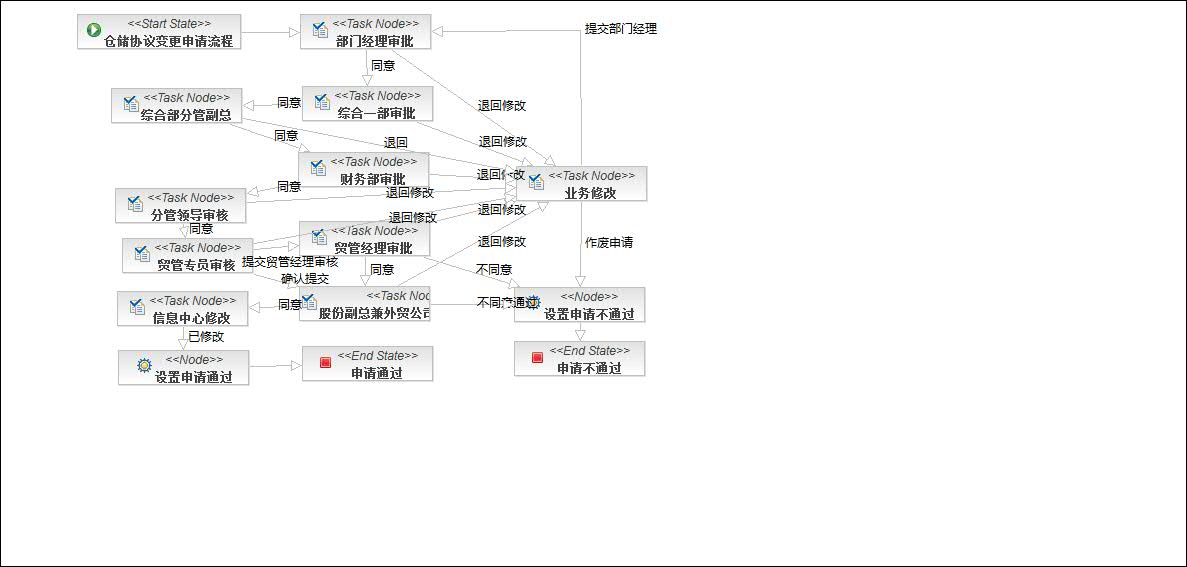 <<Start State>>
仓储协议变更申请流程
<<Task Node>>
部门经理审批
提交部门经理
同意
<<Task Node>>
综合部分管副总
同意
<<Task Node>>
综合一部审批
退回修改
同意
退回
退回修改
<<Task Node>>
财务部审批
退回修改
<<Task Node>>
业务修改
同意
退回修改
<<Task Node>>
分管领导审核
退回修改
退回修改
同意
<<Task Node>>
贸管经理审批
<<Task Node>>
贸管专员审核
退回修改
作废申请
提交贸管经理审核
同意
不同意
确认提交
<<Task Node>>
信息中心修改
同意
<<Task Nod
股份副总兼外贸公司
不同意通过
<<Node>>
设置申请不通过
已修改
<<Node>>
设置申请通过
<<End State>>
申请通过
<<End State>>
申请不通过